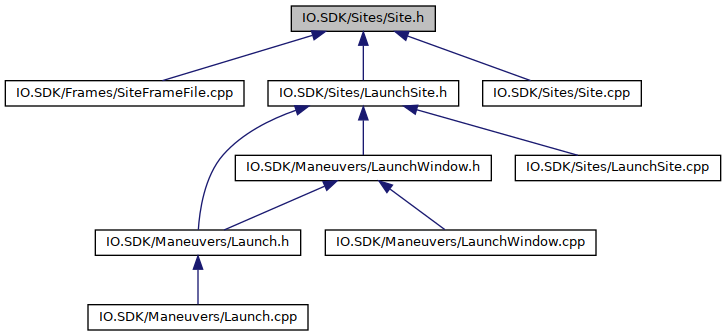 IO.SDK/Sites/Site.h
IO.SDK/Frames/SiteFrameFile.cpp
IO.SDK/Sites/LaunchSite.h
IO.SDK/Sites/Site.cpp
IO.SDK/Maneuvers/LaunchWindow.h
IO.SDK/Sites/LaunchSite.cpp
IO.SDK/Maneuvers/Launch.h
IO.SDK/Maneuvers/LaunchWindow.cpp
IO.SDK/Maneuvers/Launch.cpp